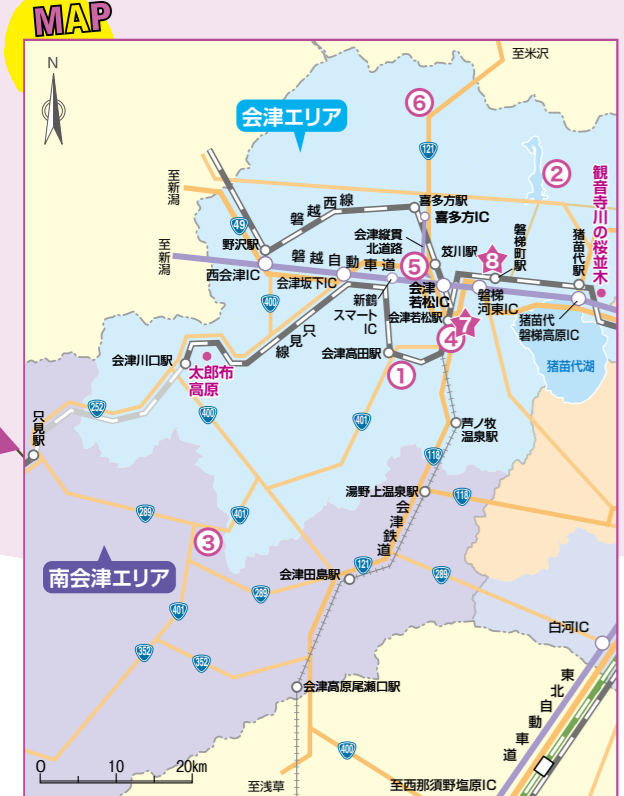 MAP
N
至米沢
⑥
会津エリア
121
②
至新潟
観音寺川の桜並木
磐越西線
喜多方駅
喜多方IC
49
会津縦貫北道路
磐梯町駅
猪苗代駅
野沢駅
笈川駅
至新潟
磐越自動車道
⑤
8
西会津IC
会津坂下IC
会津若松IC
磐梯河東IC
新鶴スマートIC
猪苗代磐梯高原IC
400
会津若松駅
7
④
只見線
会津高田駅
猪苗代湖
会津川口駅
太郎布高原
①
252
400
401
只見駅
芦ノ牧温泉駅
118
湯野上温泉駅
118
289
401
③
会津鉄道
南会津エリア
会津田島駅
121
289
289
401
白河IC
352
352
東北自動車道
会津高原尾瀬口駅
400
0 10 20km
至浅草
至西那須野塩原IC